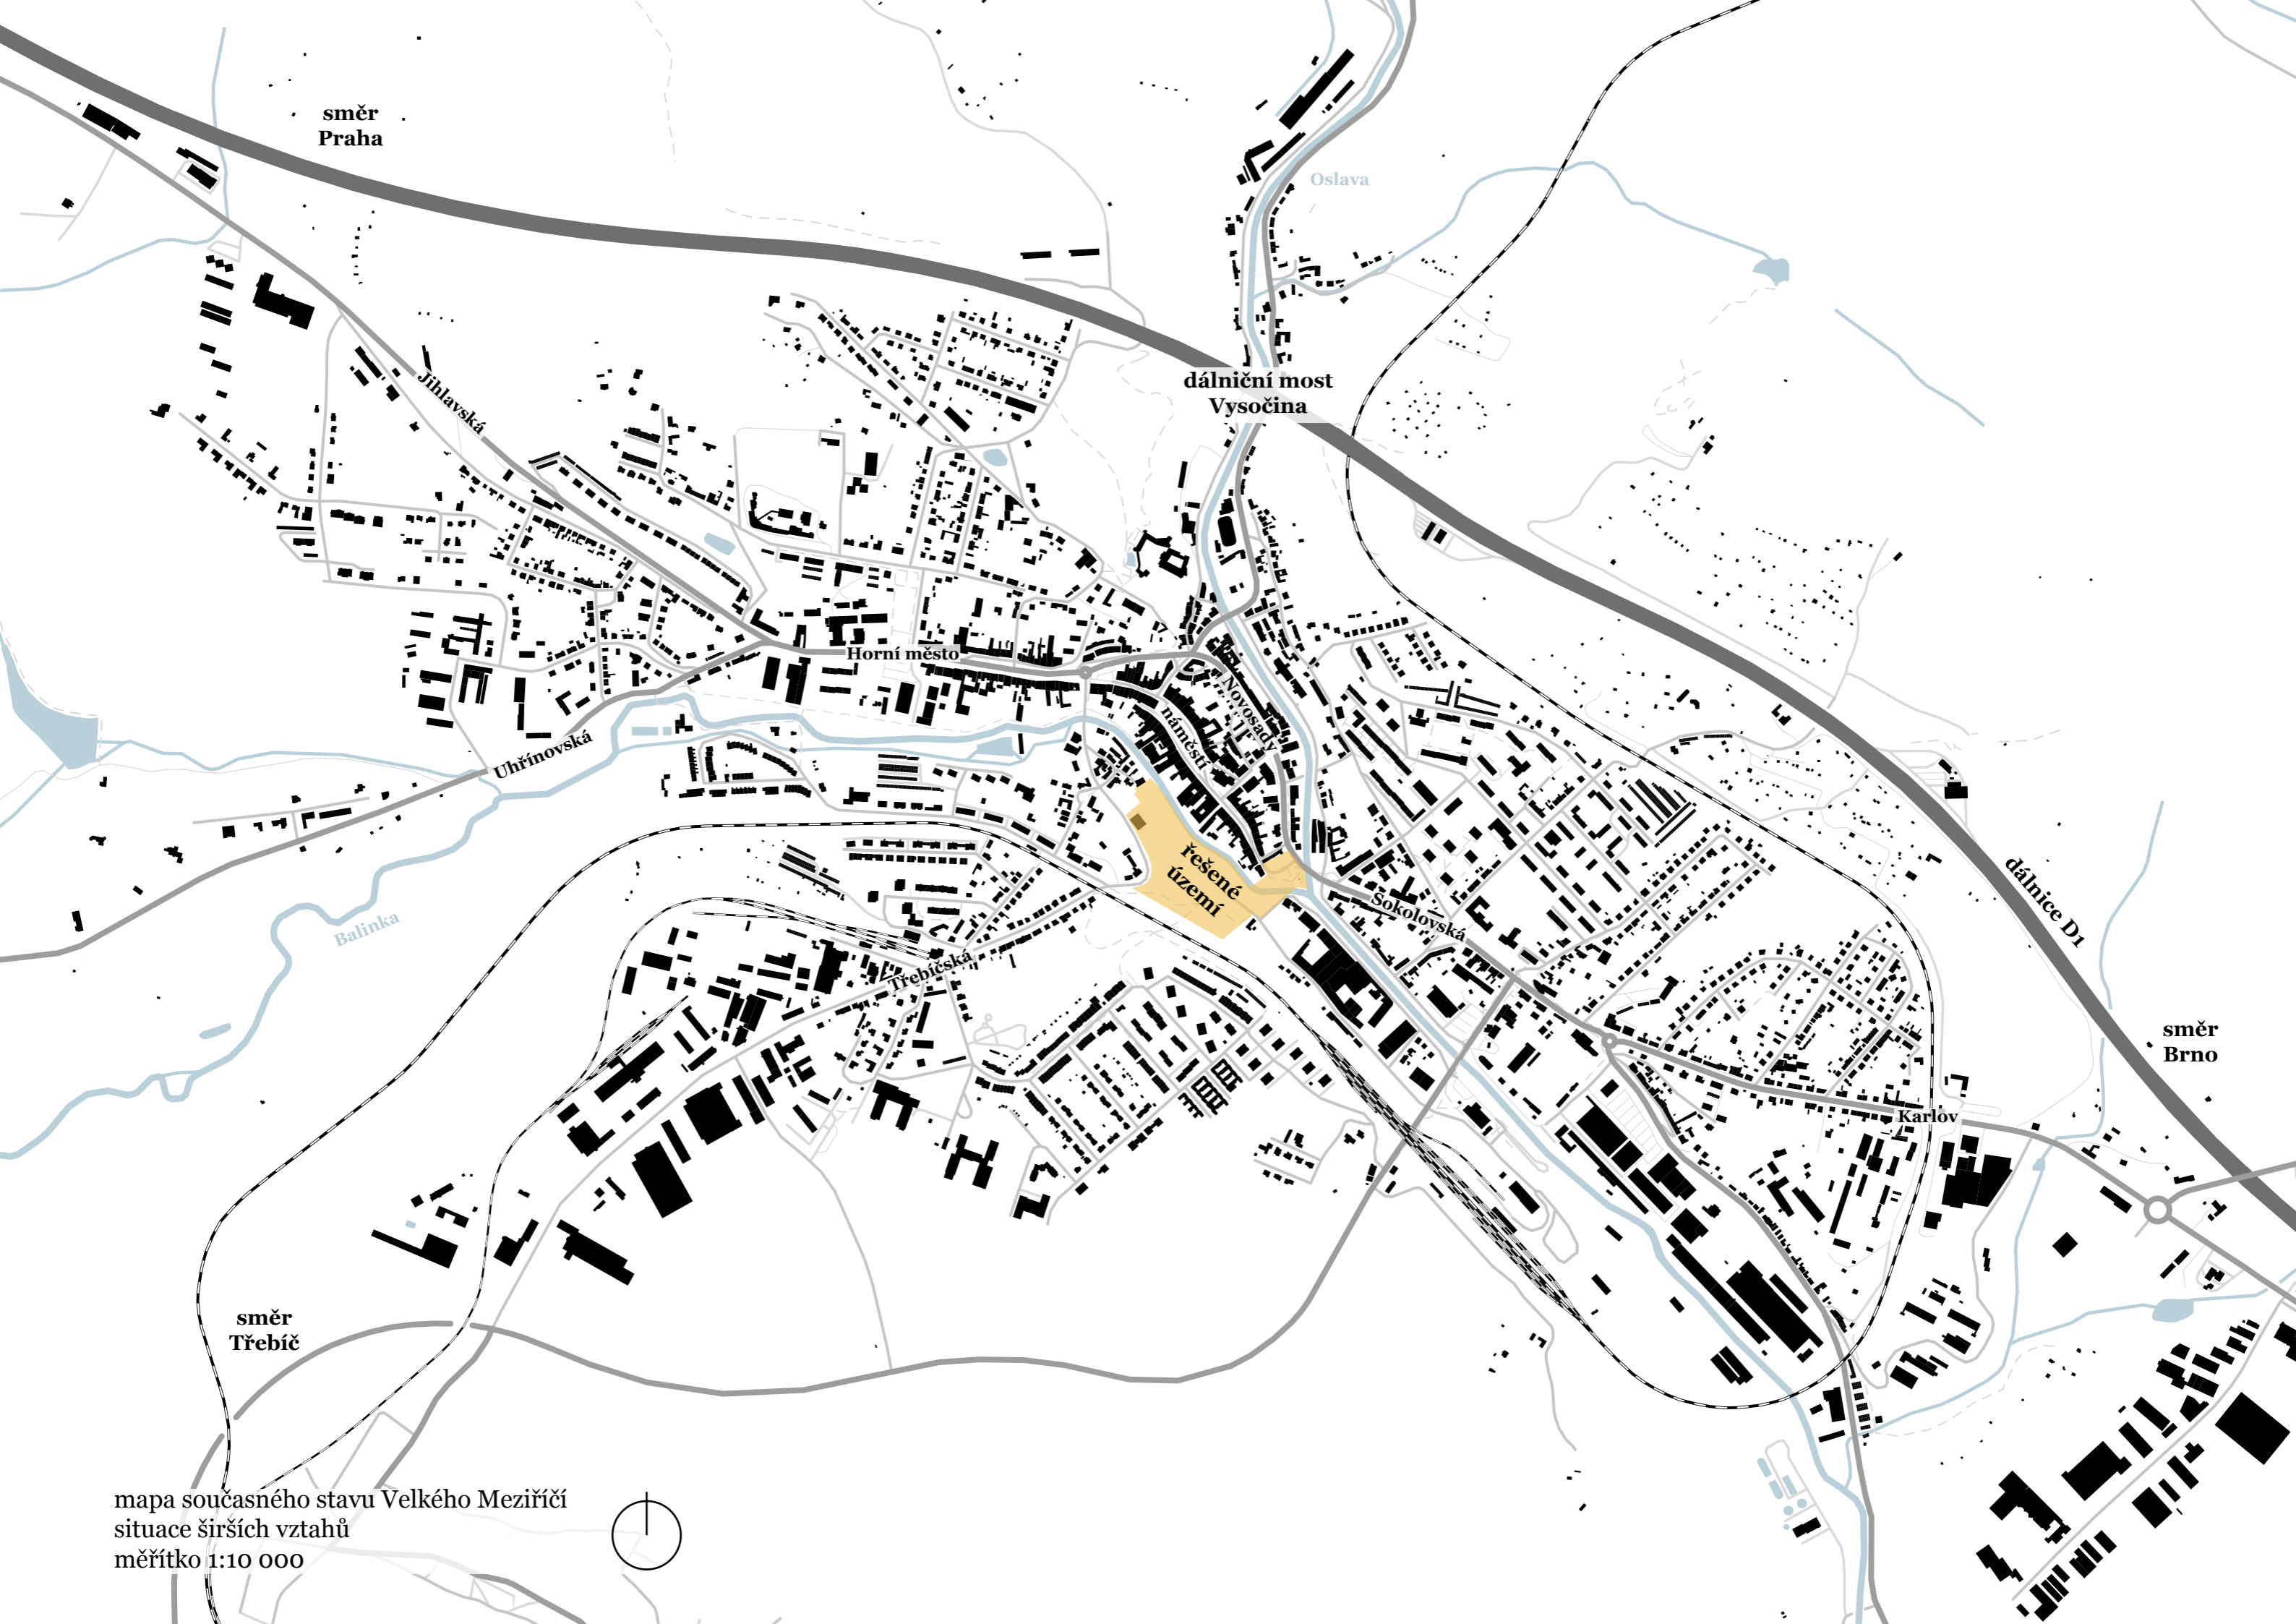 směr
Praha
Oslava
dálniční most
Vysočina
Jihlavská
Horní město
Novosady
náměstí
Uhřínovská
řešené
území
dálnice D1
Sokolovská
Balinka
Třebíčská
směr
Brno
Karlov
směr
Třebíč
mapa současného stavu Velkého Meziříčí
situace širších vztahů
měřítko 1:10 000